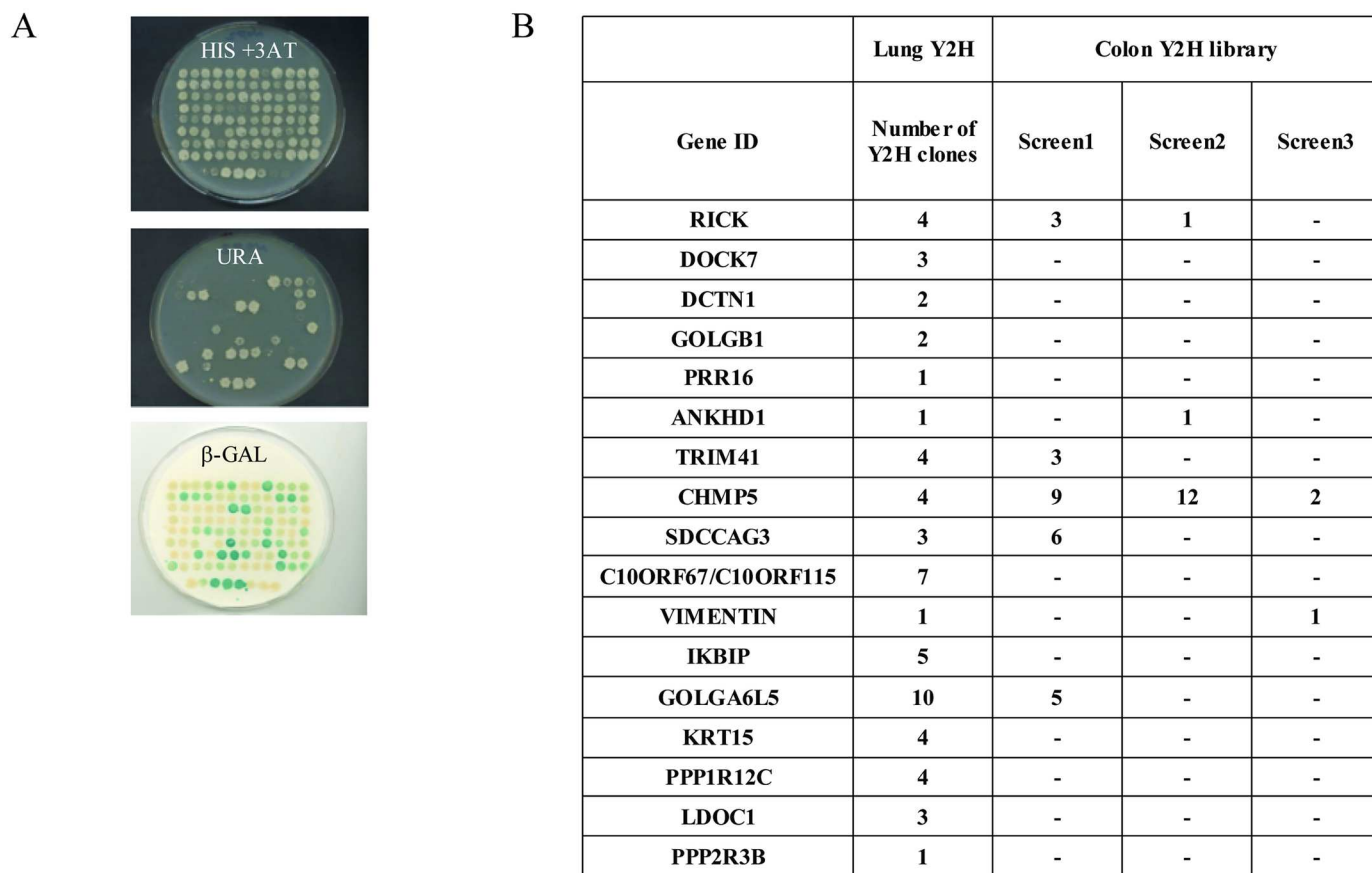 A
HIS +3AT
URA
β-GAL
B
Lung Y2H Colon Y2H library
Gene ID Number of Y2H clones Screen1 Screen2 Screen3
RICK 4 3 1 -
DOCK7 3 - - -
DCTN1 2 - - -
GOLGB1 2 - - -
PRR16 1 - - -
ANKHD1 1 - 1 -
TRIM41 4 3 - -
CHMP5 4 9 12 2
SDCCAG3 3 6 - -
C10ORF67/C10ORF115 7 - - -
VIMENTIN 1 - - 1
IKBIP 5 - - -
GOLGA6L5 10 5 - -
KRT15 4 - - -
PPP1R12C 4 - - -
LDOC1 3 - - -
PPP2R3B 1 - - -